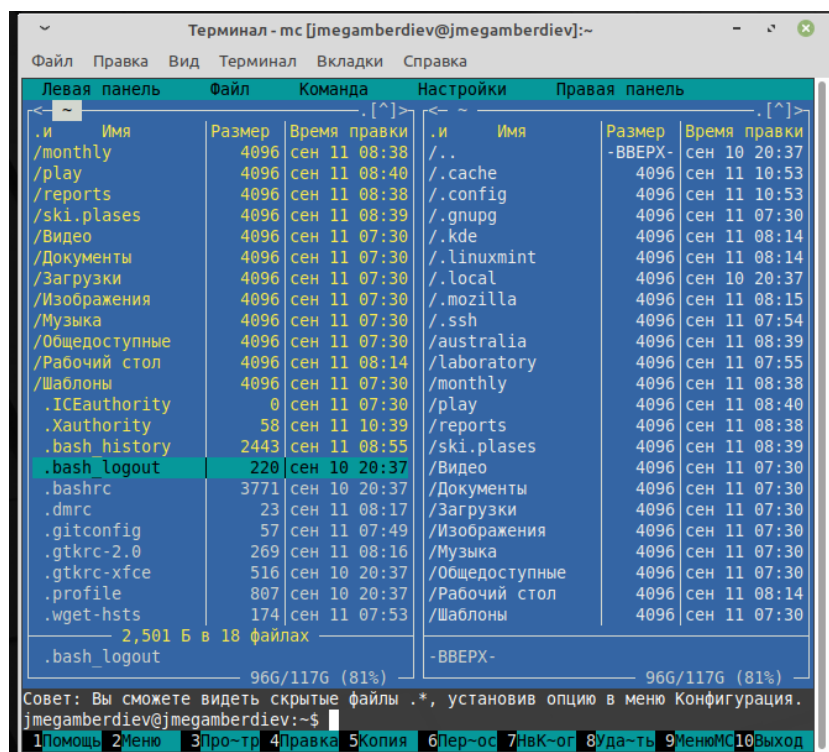 Терминал - mc [jmegamberdiev@jmegamberdiev]:~
Файл Правка Вид Терминал Вкладки Справка
Левая панель Файл Команда Настройки Правая панель
<- ~ .[^]> <- ~ .[^]>
.и Имя Размер Время правки .и Имя Размер Время правки
/monthly 4096 сен 11 08:38 /.. -ВВЕРХ- сен 10 20:37
/play 4096 сен 11 08:40 /.cache 4096 сен 11 10:53
/reports 4096 сен 11 08:38 /.config 4096 сен 11 10:53
/ski.plases 4096 сен 11 08:39 /.gnupg 4096 сен 11 07:30
/Видео 4096 сен 11 07:30 /.kde 4096 сен 11 08:14
/Документы 4096 сен 11 07:30 /.linuxmint 4096 сен 11 08:14
/Загрузки 4096 сен 11 07:30 /.local 4096 сен 10 20:37
/Изображения 4096 сен 11 07:30 /.mozilla 4096 сен 11 08:15
/Музыка 4096 сен 11 07:30 /.ssh 4096 сен 11 07:54
/Общедоступные 4096 сен 11 07:30 /australia 4096 сен 11 08:39
/Рабочий стол 4096 сен 11 08:14 /laboratory 4096 сен 11 07:55
/Шаблоны 4096 сен 11 07:30 /monthly 4096 сен 11 08:38
.ICEauthority 0 сен 11 07:30 /play 4096 сен 11 08:40
.Xauthority 58 сен 11 10:39 /reports 4096 сен 11 08:38
.bash_history 2443 сен 11 08:55 /ski.plases 4096 сен 11 08:39
.bash_logout 220 сен 10 20:37 /Видео 4096 сен 11 07:30
.bashrc 3771 сен 10 20:37 /Документы 4096 сен 11 07:30
.dmrc 23 сен 11 08:17 /Загрузки 4096 сен 11 07:30
.gitconfig 57 сен 11 07:49 /Изображения 4096 сен 11 07:30
.gtkrc-2.0 269 сен 11 08:16 /Музыка 4096 сен 11 07:30
.gtkrc-xfce 516 сен 10 20:37 /Общедоступные 4096 сен 11 07:30
.profile 807 сен 10 20:37 /Рабочий стол 4096 сен 11 08:14
.wget-hsts 174 сен 11 07:53 /Шаблоны 4096 сен 11 07:30
2,501 Б в 18 файлах
.bash_logout -ВВЕРХ-
96G/117G (81%) 96G/117G (81%)
Совет: Вы сможете видеть скрытые файлы .*, установив опцию в меню Конфигурация.
jmegamberdiev@jmegamberdiev:~$
1Помощь 2Меню 3Про~тр 4Правка 5Копия 6Пер~ос 7НвК~ог 8Уда~ть 9МенюМС 10Выход